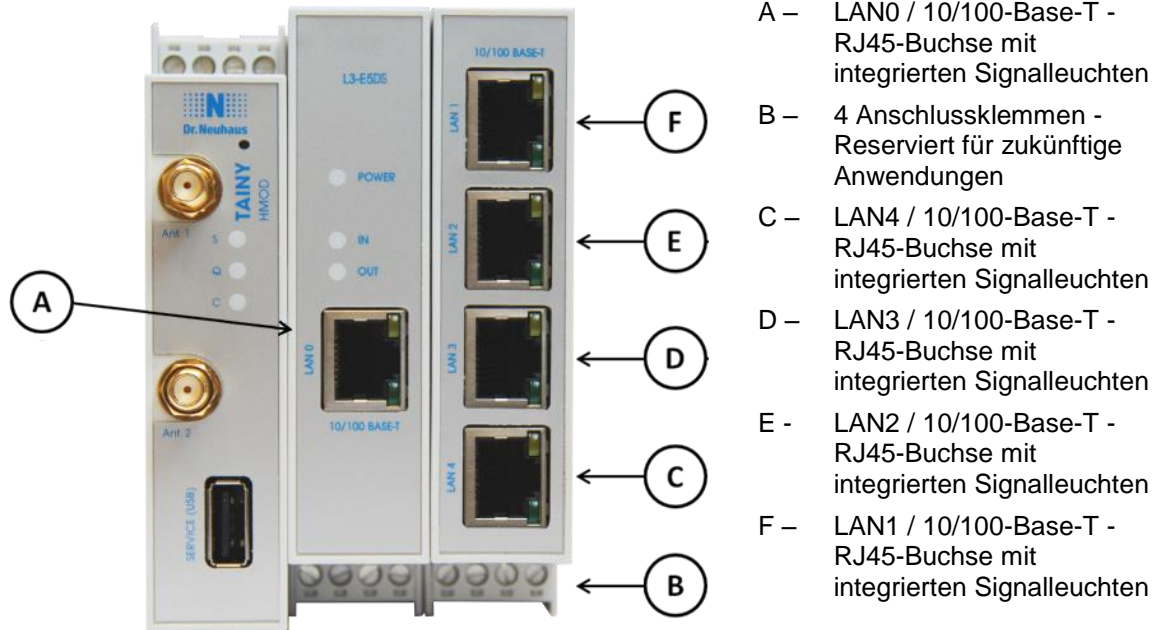 N
Dr. Neuhaus
TAINY
HMOD
Ant. 1
S
Q
C
Ant. 2
SERVICE (USB)
L3-E5DS
POWER
IN
OUT
LAN 0
10/100 BASE-T
10/100 BASE-T
LAN 1
LAN 2
LAN 3
LAN 4
A
F
E
D
C
B
A – LAN0 / 10/100-Base-T -
RJ45-Buchse mit
integrierten Signalleuchten
B – 4 Anschlussklemmen -
Reserviert für zukünftige
Anwendungen
C – LAN4 / 10/100-Base-T -
RJ45-Buchse mit
integrierten Signalleuchten
D – LAN3 / 10/100-Base-T -
RJ45-Buchse mit
integrierten Signalleuchten
E - LAN2 / 10/100-Base-T -
RJ45-Buchse mit
integrierten Signalleuchten
F – LAN1 / 10/100-Base-T -
RJ45-Buchse mit
integrierten Signalleuchten